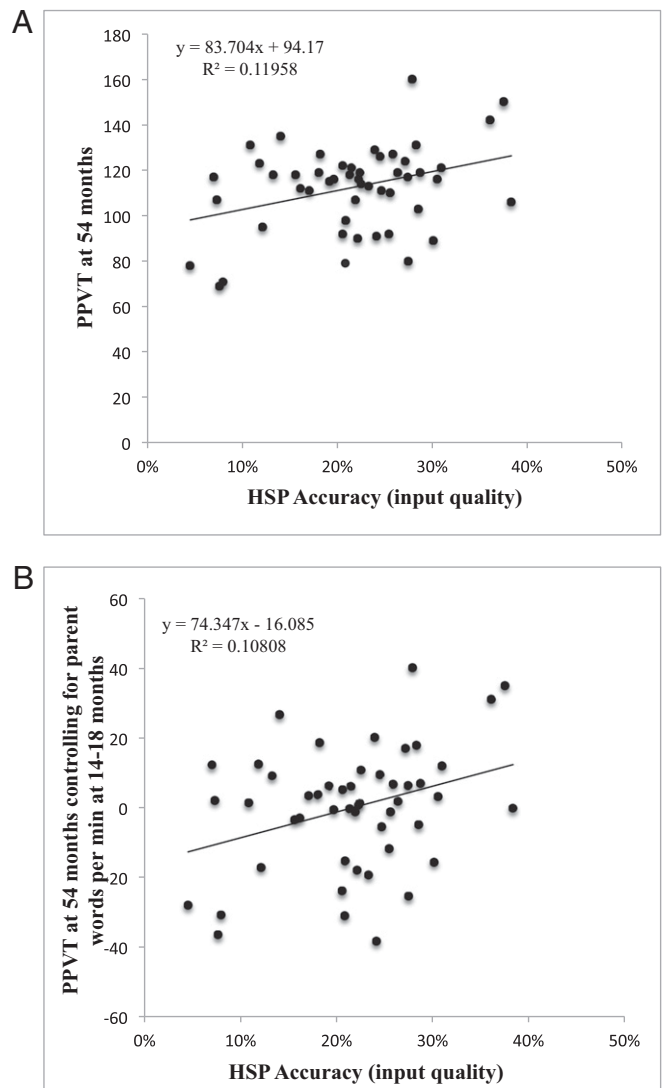 A
y = 83.704x + 94.17
R² = 0.11958
180
160
140
120
100
80
60
40
20
0
PPVT at 54 months
0% 10% 20% 30% 40% 50%
HSP Accuracy (input quality)
B
y = 74.347x - 16.085
R² = 0.10808
60
40
20
0
-20
-40
-60
PPVT at 54 months controlling for parent
words per min at 14-18 months
0% 10% 20% 30% 40% 50%
HSP Accuracy (input quality)